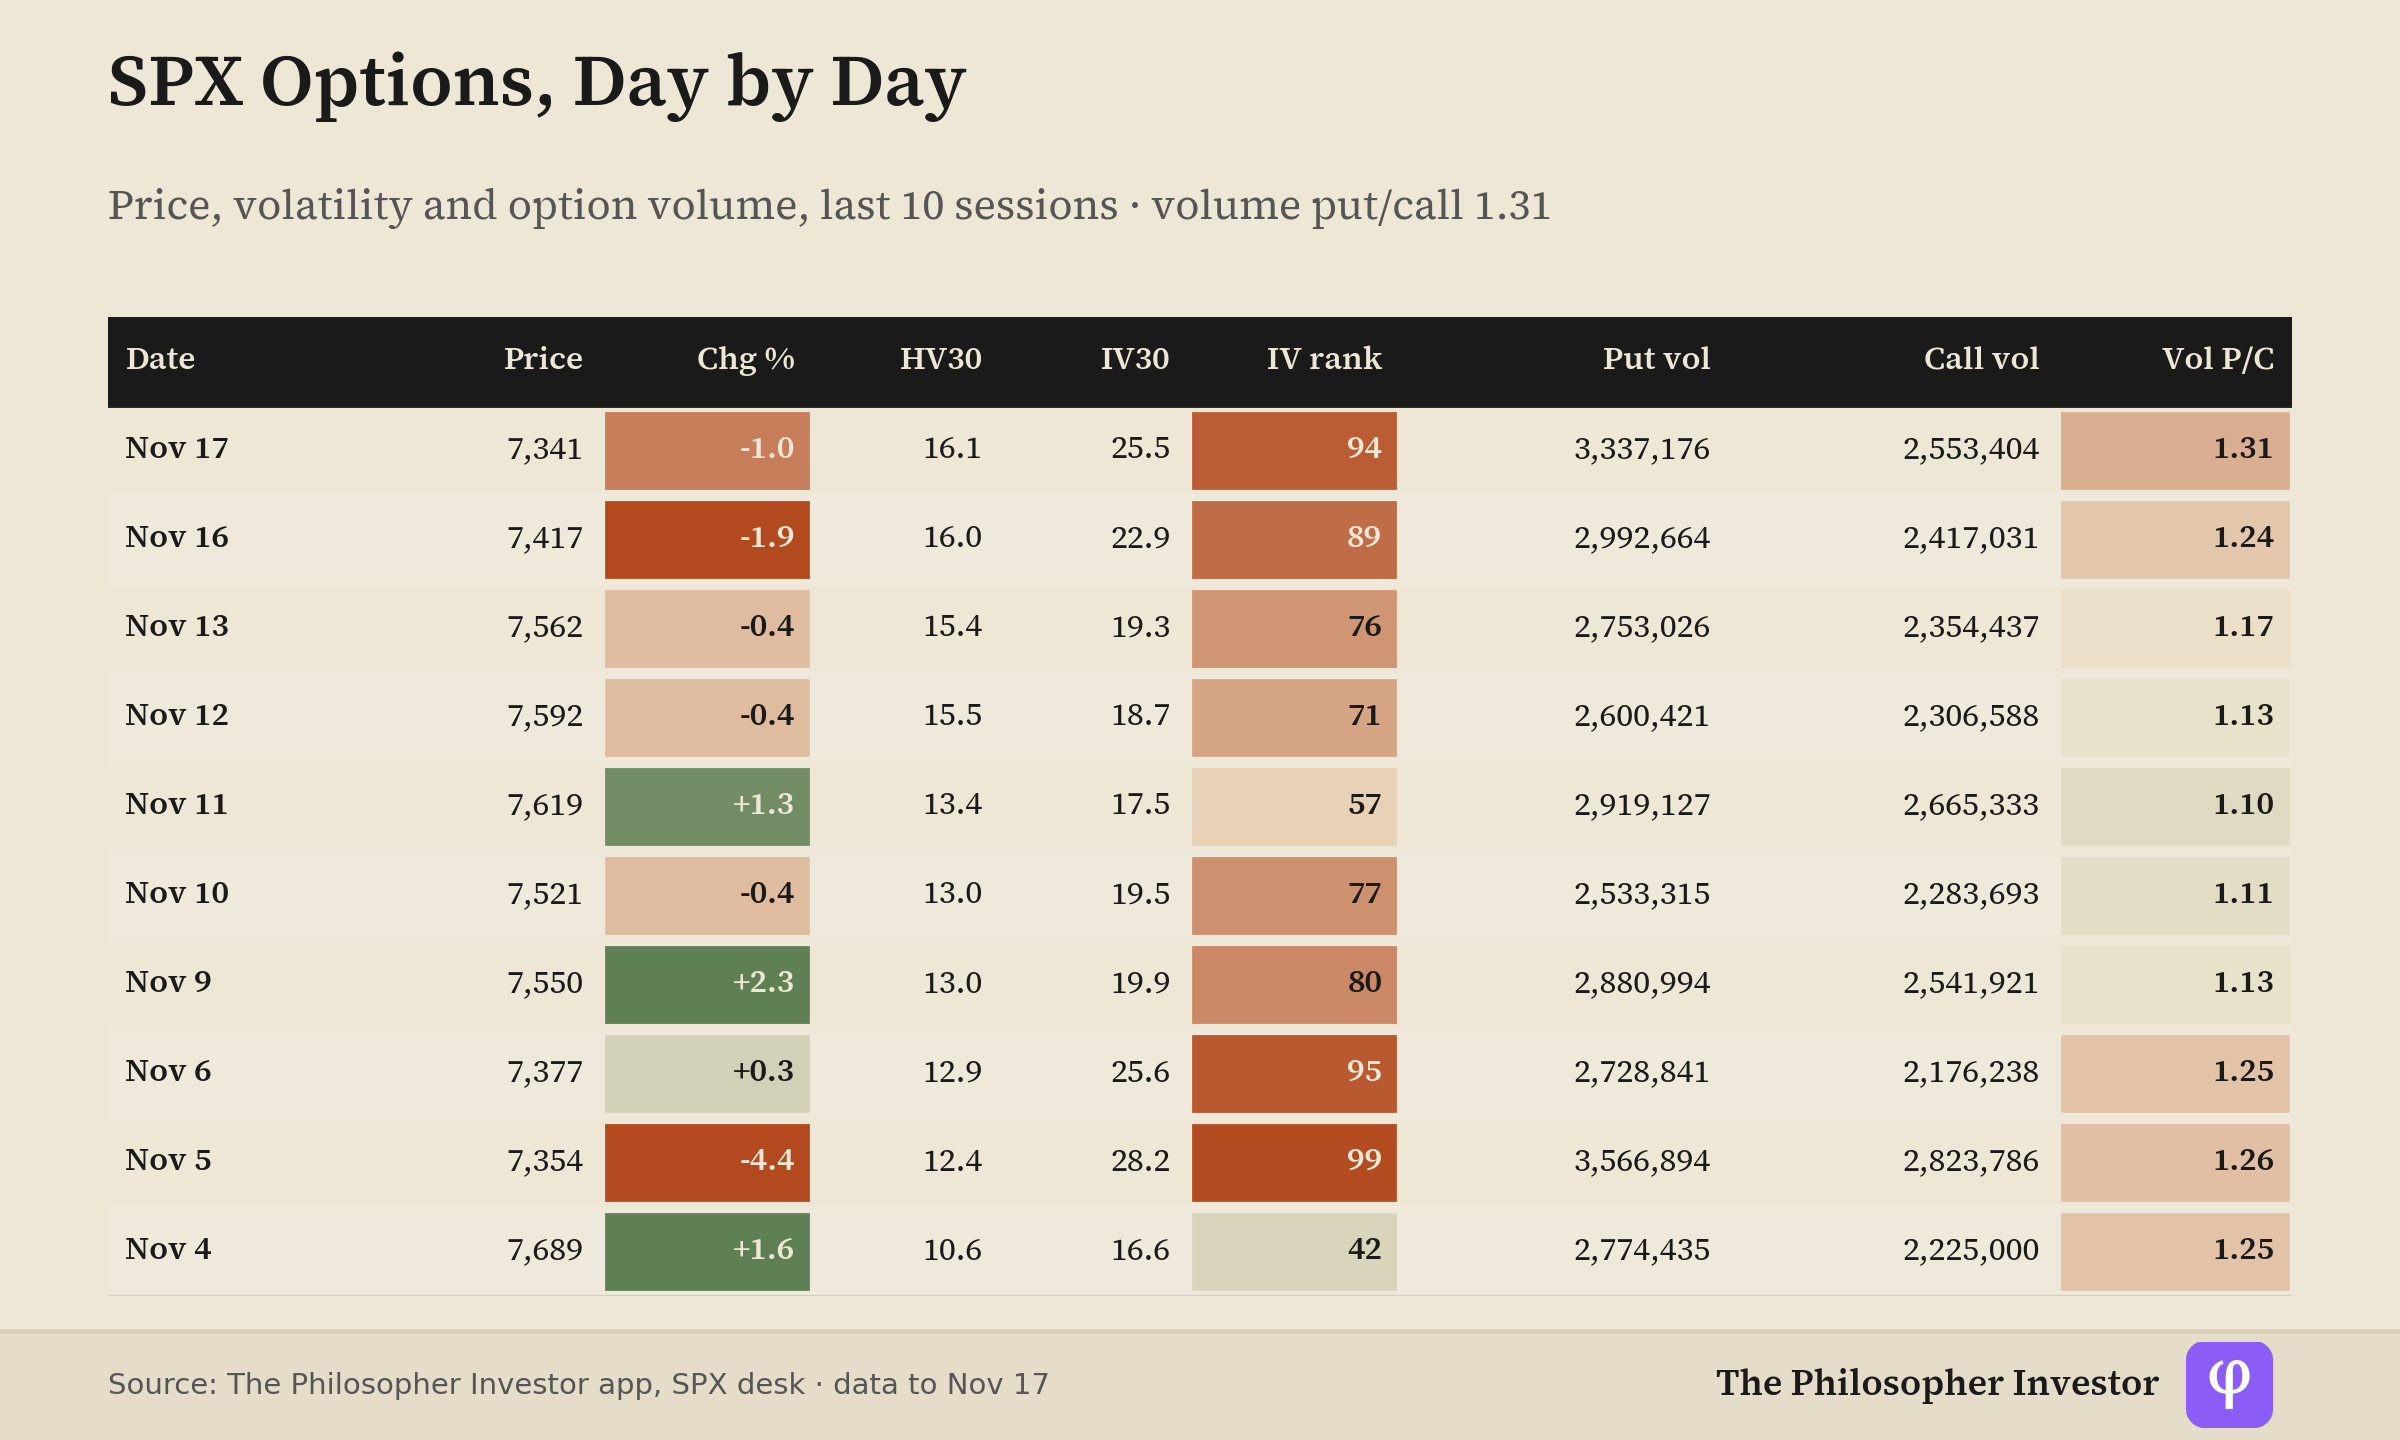 SPX Options, Day by Day
Price, volatility and option volume, last 10 sessions · volume put/call 1.31
Date Price Chg % HV30 IV30 IV rank Put vol Call vol Vol P/C
Nov 17 7,341 -1.0 16.1 25.5 94 3,337,176 2,553,404 1.31
Nov 16 7,417 -1.9 16.0 22.9 89 2,992,664 2,417,031 1.24
Nov 13 7,562 -0.4 15.4 19.3 76 2,753,026 2,354,437 1.17
Nov 12 7,592 -0.4 15.5 18.7 71 2,600,421 2,306,588 1.13
Nov 11 7,619 +1.3 13.4 17.5 57 2,919,127 2,665,333 1.10
Nov 10 7,521 -0.4 13.0 19.5 77 2,533,315 2,283,693 1.11
Nov 9 7,550 +2.3 13.0 19.9 80 2,880,994 2,541,921 1.13
Nov 6 7,377 +0.3 12.9 25.6 95 2,728,841 2,176,238 1.25
Nov 5 7,354 -4.4 12.4 28.2 99 3,566,894 2,823,786 1.26
Nov 4 7,689 +1.6 10.6 16.6 42 2,774,435 2,225,000 1.25
Source: The Philosopher Investor app, SPX desk · data to Nov 17
The Philosopher Investor φ